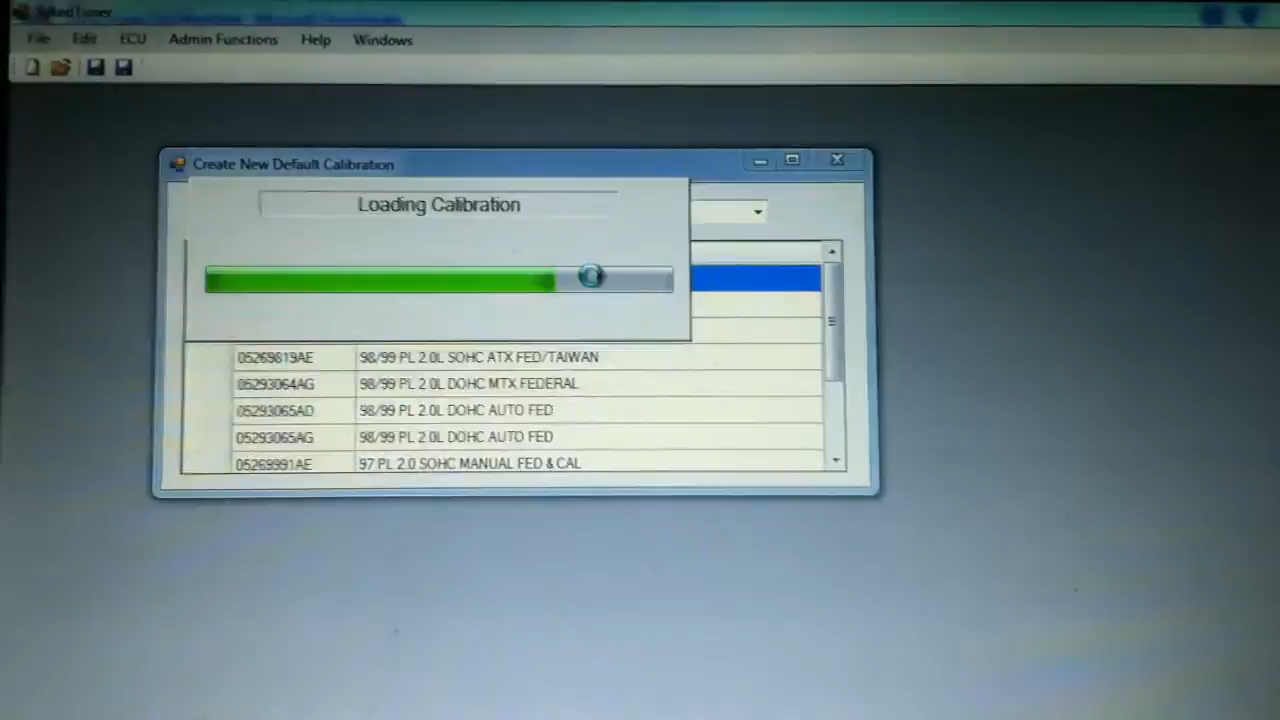 File Edit ECU Admin Functions Help Windows
Create New Default Calibration
Loading Calibration
05269819AE 98/99 PL 2.0L SOHC ATX FED/TAIWAN
05293064AG 98/99 PL 2.0L DOHC MTX FEDERAL
05293065AD 98/99 PL 2.0L DOHC AUTO FED
05293065AG 98/99 PL 2.0L DOHC AUTO FED
05269991AE 97 PL 2.0 SOHC MANUAL FED & CAL